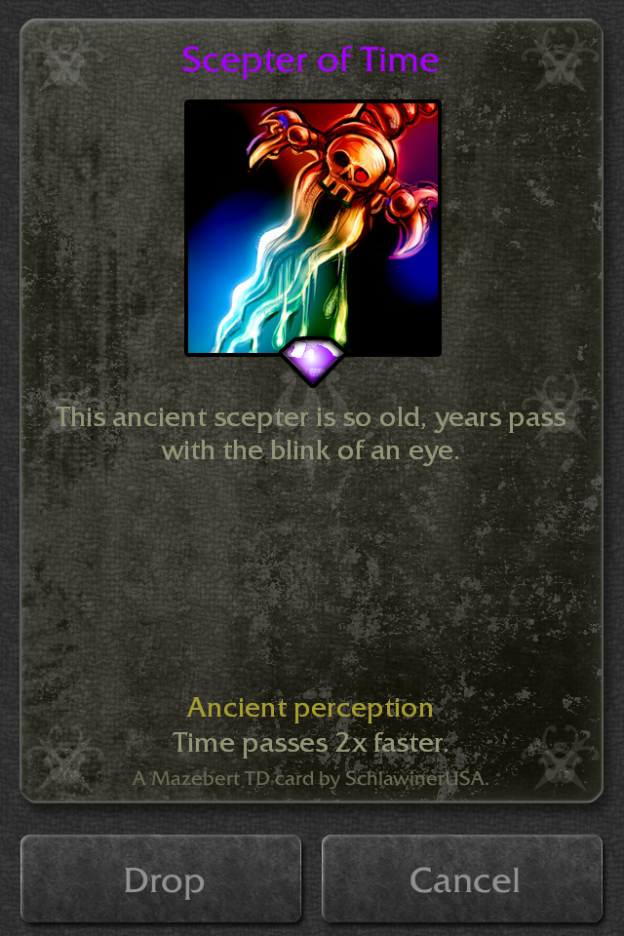 Scepter of Time
This ancient scepter is so old, years pass
with the blink of an eye.
Ancient perception
Time passes 2x faster.
A Mazebert TD card by SchlawinerUSA.
Drop
Cancel